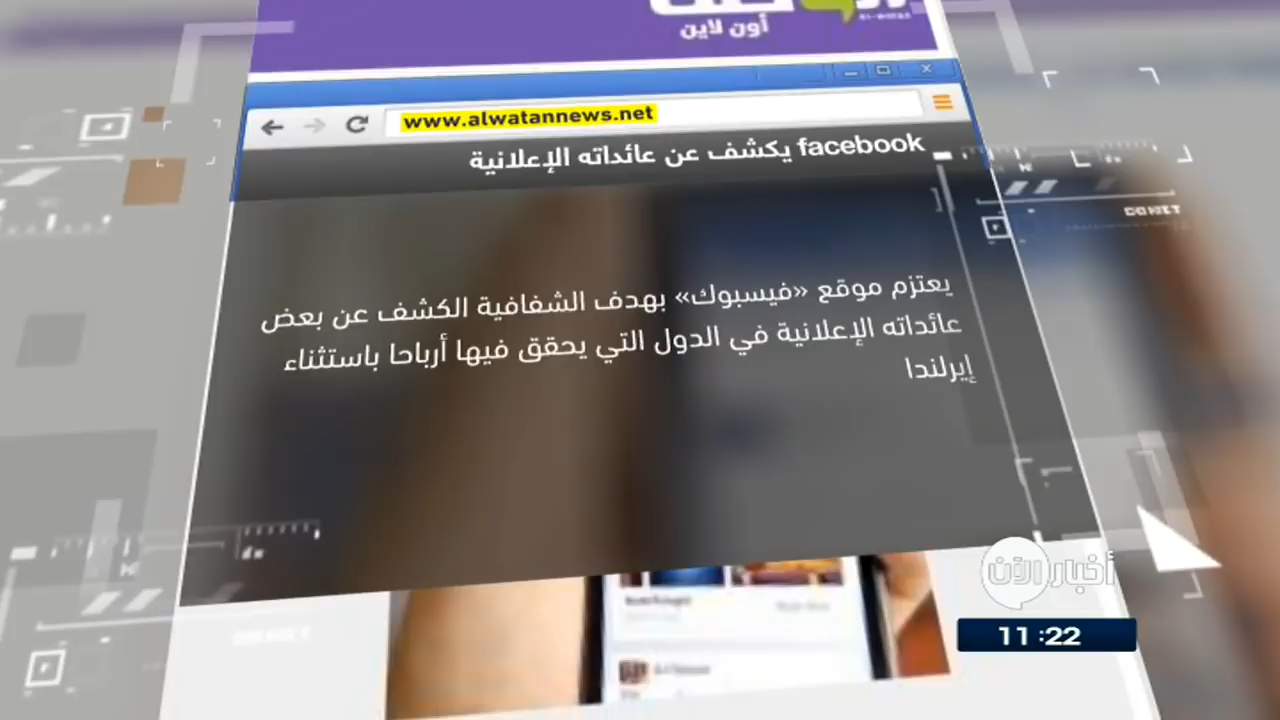 أون لاين
www.alwatannews.net
facebook يكشف عن عائداته الإعلانية
يعتزم موقع «فيسبوك» بهدف الشفافية الكشف عن بعض
عائداته الإعلانية في الدول التي يحقق فيها أرباحا باستثناء
إيرلندا
أخبار الآن
11:22